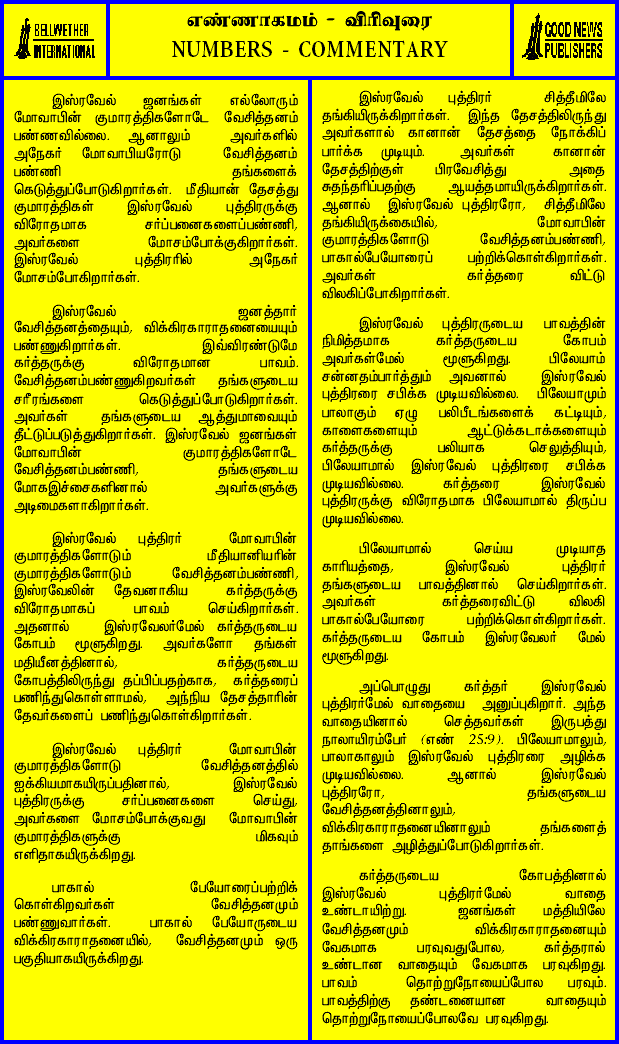 BELLWETHER
INTERNATIONAL
எண்ணாகமம் - விரிவுரை
NUMBERS - COMMENTARY
GOOD NEWS
PUBLISHERS
இஸ்ரவேல் ஜனங்கள் எல்லோரும்
மோவாபின் குமாரத்திகளோடே வேசித்தனம்
பண்ணவில்லை. ஆனாலும் அவர்களில்
அநேகர் மோவாபியரோடு வேசித்தனம்
பண்ணி தங்களைக்
கெடுத்துப்போடுகிறார்கள். மீதியான் தேசத்து
குமாரத்திகள் இஸ்ரவேல் புத்திரருக்கு
விரோதமாக சர்ப்பனைகளைப்பண்ணி,
அவர்களை மோசம்போக்குகிறார்கள்.
இஸ்ரவேல் புத்திரரில் அநேகர்
மோசம்போகிறார்கள்.
இஸ்ரவேல் ஜனத்தார்
வேசித்தனத்தையும், விக்கிரகாராதனையையும்
பண்ணுகிறார்கள். இவ்விரண்டுமே
கர்த்தருக்கு விரோதமான பாவம்.
வேசித்தனம்பண்ணுகிறவர்கள் தங்களுடைய
சரீரங்களை கெடுத்துப்போடுகிறார்கள்.
அவர்கள் தங்களுடைய ஆத்துமாவையும்
தீட்டுப்படுத்துகிறார்கள். இஸ்ரவேல் ஜனங்கள்
மோவாபின் குமாரத்திகளோடே
வேசித்தனம்பண்ணி, தங்களுடைய
மோகஇச்சைகளினால் அவர்களுக்கு
அடிமைகளாகிறார்கள்.
இஸ்ரவேல் புத்திரர் மோவாபின்
குமாரத்திகளோடும் மீதியானியரின்
குமாரத்திகளோடும் வேசித்தனம்பண்ணி,
இஸ்ரவேலின் தேவனாகிய கர்த்தருக்கு
விரோதமாகப் பாவம் செய்கிறார்கள்.
அதனால் இஸ்ரவேலர்மேல் கர்த்தருடைய
கோபம் மூளுகிறது. அவர்களோ தங்கள்
மதியீனத்தினால், கர்த்தருடைய
கோபத்திலிருந்து தப்பிப்பதற்காக, கர்த்தரைப்
பணிந்துகொள்ளாமல், அந்நிய தேசத்தாரின்
தேவர்களைப் பணிந்துகொள்கிறார்கள்.
இஸ்ரவேல் புத்திரர் மோவாபின்
குமாரத்திகளோடு வேசித்தனத்தில்
ஐக்கியமாகயிருப்பதினால், இஸ்ரவேல்
புத்திரருக்கு சர்ப்பனைகளை செய்து,
அவர்களை மோசம்போக்குவது மோவாபின்
குமாரத்திகளுக்கு மிகவும்
எளிதாகயிருக்கிறது.
பாகால் பேயோரைப்பற்றிக்
கொள்கிறவர்கள் வேசித்தனமும்
பண்ணுவார்கள். பாகால் பேயோருடைய
விக்கிரகாராதனையில், வேசித்தனமும் ஒரு
பகுதியாகயிருக்கிறது.
இஸ்ரவேல் புத்திரர் சித்தீமிலே
தங்கியிருக்கிறார்கள். இந்த தேசத்திலிருந்து
அவர்களால் கானான் தேசத்தை நோக்கிப்
பார்க்க முடியும். அவர்கள் கானான்
தேசத்திற்குள் பிரவேசித்து அதை
சுதந்தரிப்பதற்கு ஆயத்தமாயிருக்கிறார்கள்.
ஆனால் இஸ்ரவேல் புத்திரரோ, சித்தீமிலே
தங்கியிருக்கையில், மோவாபின்
குமாரத்திகளோடு வேசித்தனம்பண்ணி,
பாகால்பேயோரைப் பற்றிக்கொள்கிறார்கள்.
அவர்கள் கர்த்தரை விட்டு
விலகிப்போகிறார்கள்.
இஸ்ரவேல் புத்திரருடைய பாவத்தின்
நிமித்தமாக கர்த்தருடைய கோபம்
அவர்கள்மேல் மூளுகிறது. பிலேயாம்
சன்னதம்பார்த்தும் அவனால் இஸ்ரவேல்
புத்திரரை சபிக்க முடியவில்லை. பிலேயாமும்
பாலாகும் ஏழு பலிபீடங்களைக் கட்டியும்,
காளைகளையும் ஆட்டுக்கடாக்களையும்
கர்த்தருக்கு பலியாக செலுத்தியும்,
பிலேயாமால் இஸ்ரவேல் புத்திரரை சபிக்க
முடியவில்லை. கர்த்தரை இஸ்ரவேல்
புத்திரருக்கு விரோதமாக பிலேயாமால் திருப்ப
முடியவில்லை.
பிலேயாமால் செய்ய முடியாத
காரியத்தை, இஸ்ரவேல் புத்திரர்
தங்களுடைய பாவத்தினால் செய்கிறார்கள்.
அவர்கள் கர்த்தரைவிட்டு விலகி
பாகால்பேயோரை பற்றிக்கொள்கிறார்கள்.
கர்த்தருடைய கோபம் இஸ்ரவேலர் மேல்
மூளுகிறது.
அப்பொழுது கர்த்தர் இஸ்ரவேல்
புத்திரர்மேல் வாதையை அனுப்புகிறார். அந்த
வாதையினால் செத்தவர்கள் இருபத்து
நாலாயிரம்பேர் (எண் 25:9). பிலேயாமாலும்,
பாலாகாலும் இஸ்ரவேல் புத்திரரை அழிக்க
முடியவில்லை. ஆனால் இஸ்ரவேல்
புத்திரரோ, தங்களுடைய
வேசித்தனத்தினாலும்,
விக்கிரகாராதனையினாலும் தங்களைத்
தாங்களை அழித்துப்போடுகிறார்கள்.
கர்த்தருடைய கோபத்தினால்
இஸ்ரவேல் புத்திரர்மேல் வாதை
உண்டாயிற்று. ஜனங்கள் மத்தியிலே
வேசித்தனமும் விக்கிரகாராதனையும்
வேகமாக பரவுவதுபோல, கர்த்தரால்
உண்டான வாதையும் வேகமாக பரவுகிறது.
பாவம் தொற்றுநோயைப்போல பரவும்.
பாவத்திற்கு தண்டனையான வாதையும்
தொற்றுநோயைப்போலவே பரவுகிறது.